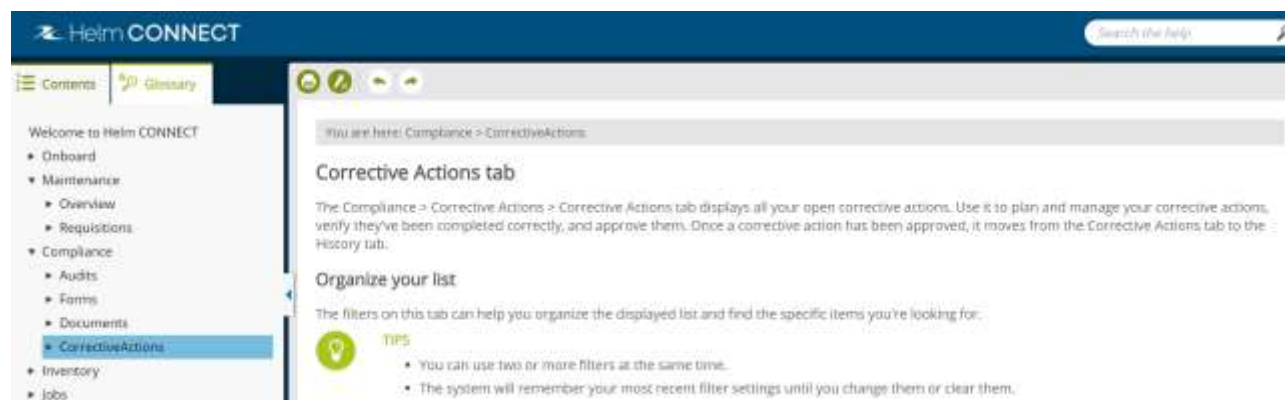 Helm CONNECT
Search the help
Contents
Glossary
You are here: Compliance > CorrectiveActions
Welcome to Helm CONNECT
Onboard
Maintenance
Overview
Requisitions
Compliance
Audits
Forms
Documents
CorrectiveActions
Inventory
Jobs
Corrective Actions tab
The Compliance > Corrective Actions > Corrective Actions tab displays all your open corrective actions. Use it to plan and manage your corrective actions,
verify they've been completed correctly, and approve them. Once a corrective action has been approved, it moves from the Corrective Actions tab to the
History tab.
Organize your list
The filters on this tab can help you organize the displayed list and find the specific items you're looking for.
TIPS
• You can use two or more filters at the same time.
• The system will remember your most recent filter settings until you change them or clear them.